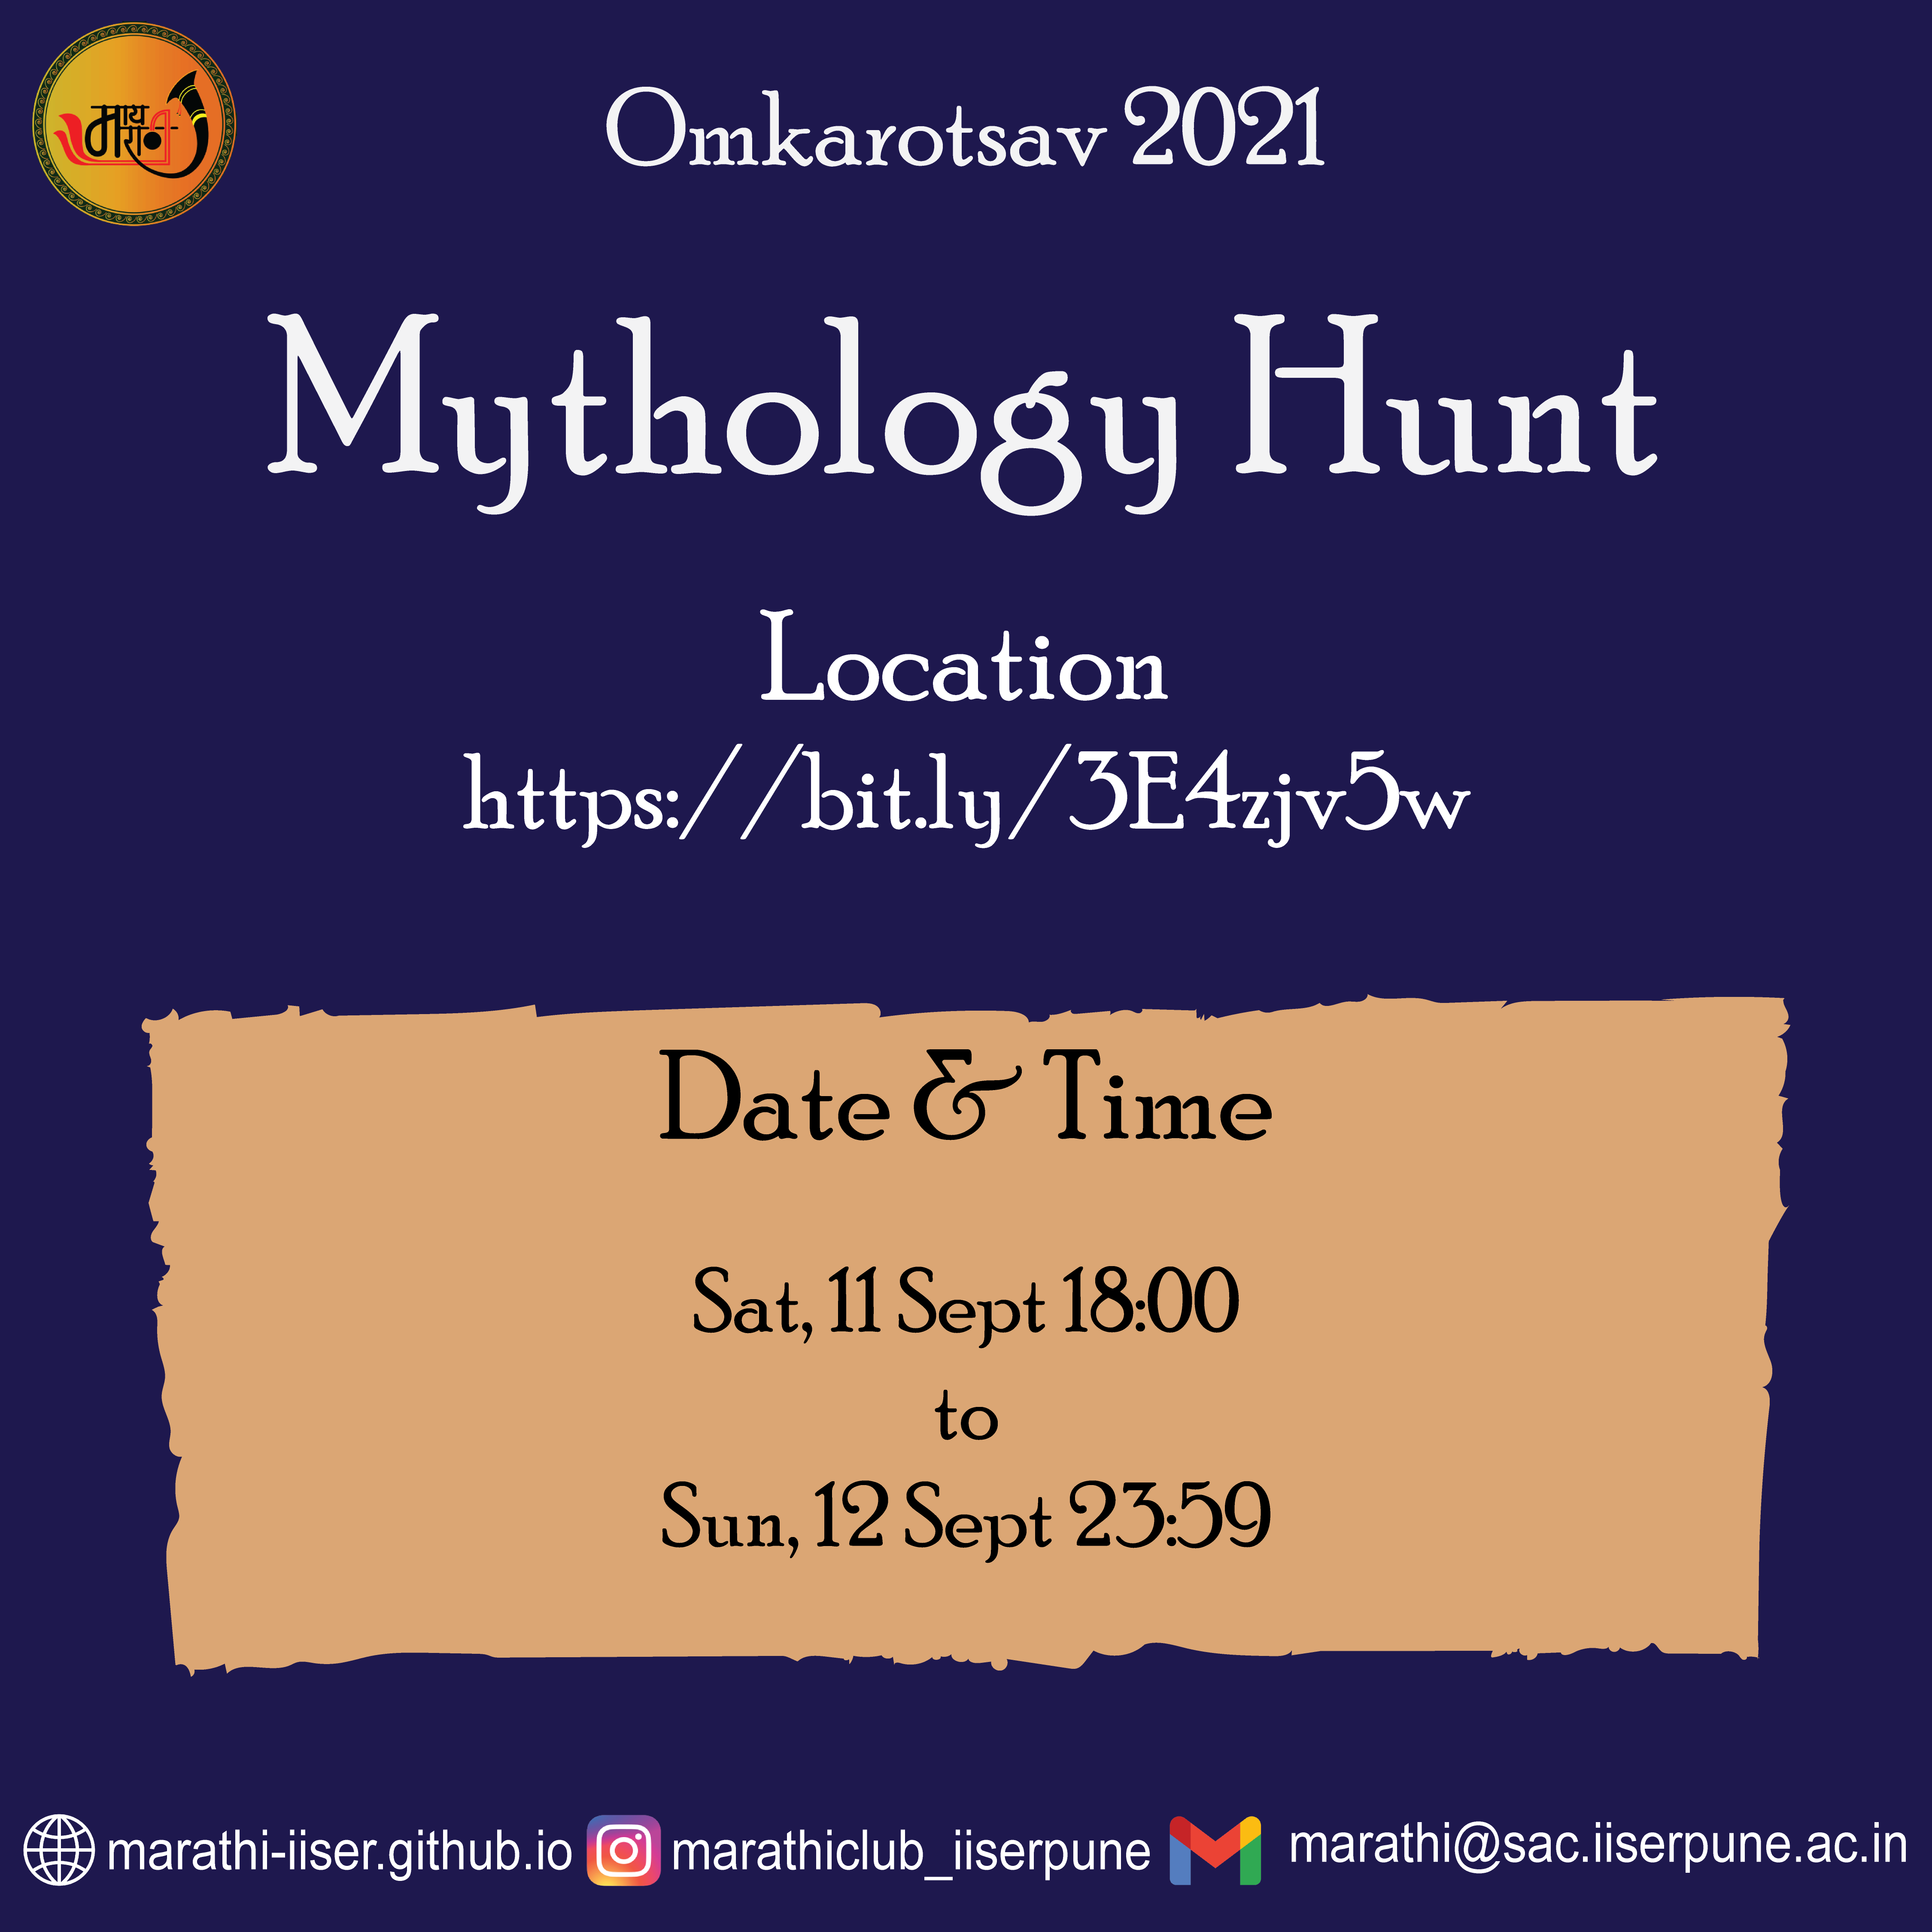 माय
मरा
Omkarotsav 2021
Mythology Hunt
Location
https://bit.ly/3E4zjv5w
Date & Time
Sat, 11 Sept 18:00
to
Sun, 12 Sept 23:59
marathi-iiser.github.io marathiclub_iiserpune marathi@sac.iiserpune.ac.in